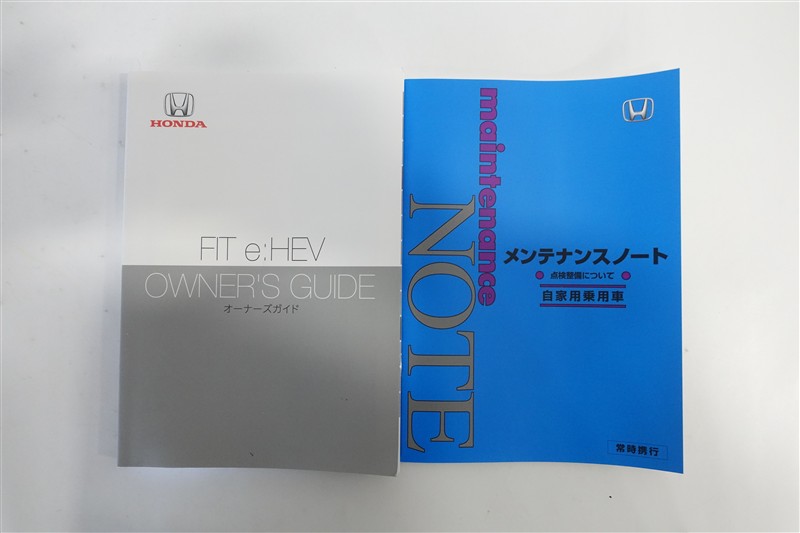 HONDA
FIT e:HEV
OWNER'S GUIDE
オーナーズガイド
maintenance
NOTE
メンテナンスノート
点検整備について
自家用乗用車
常時携行